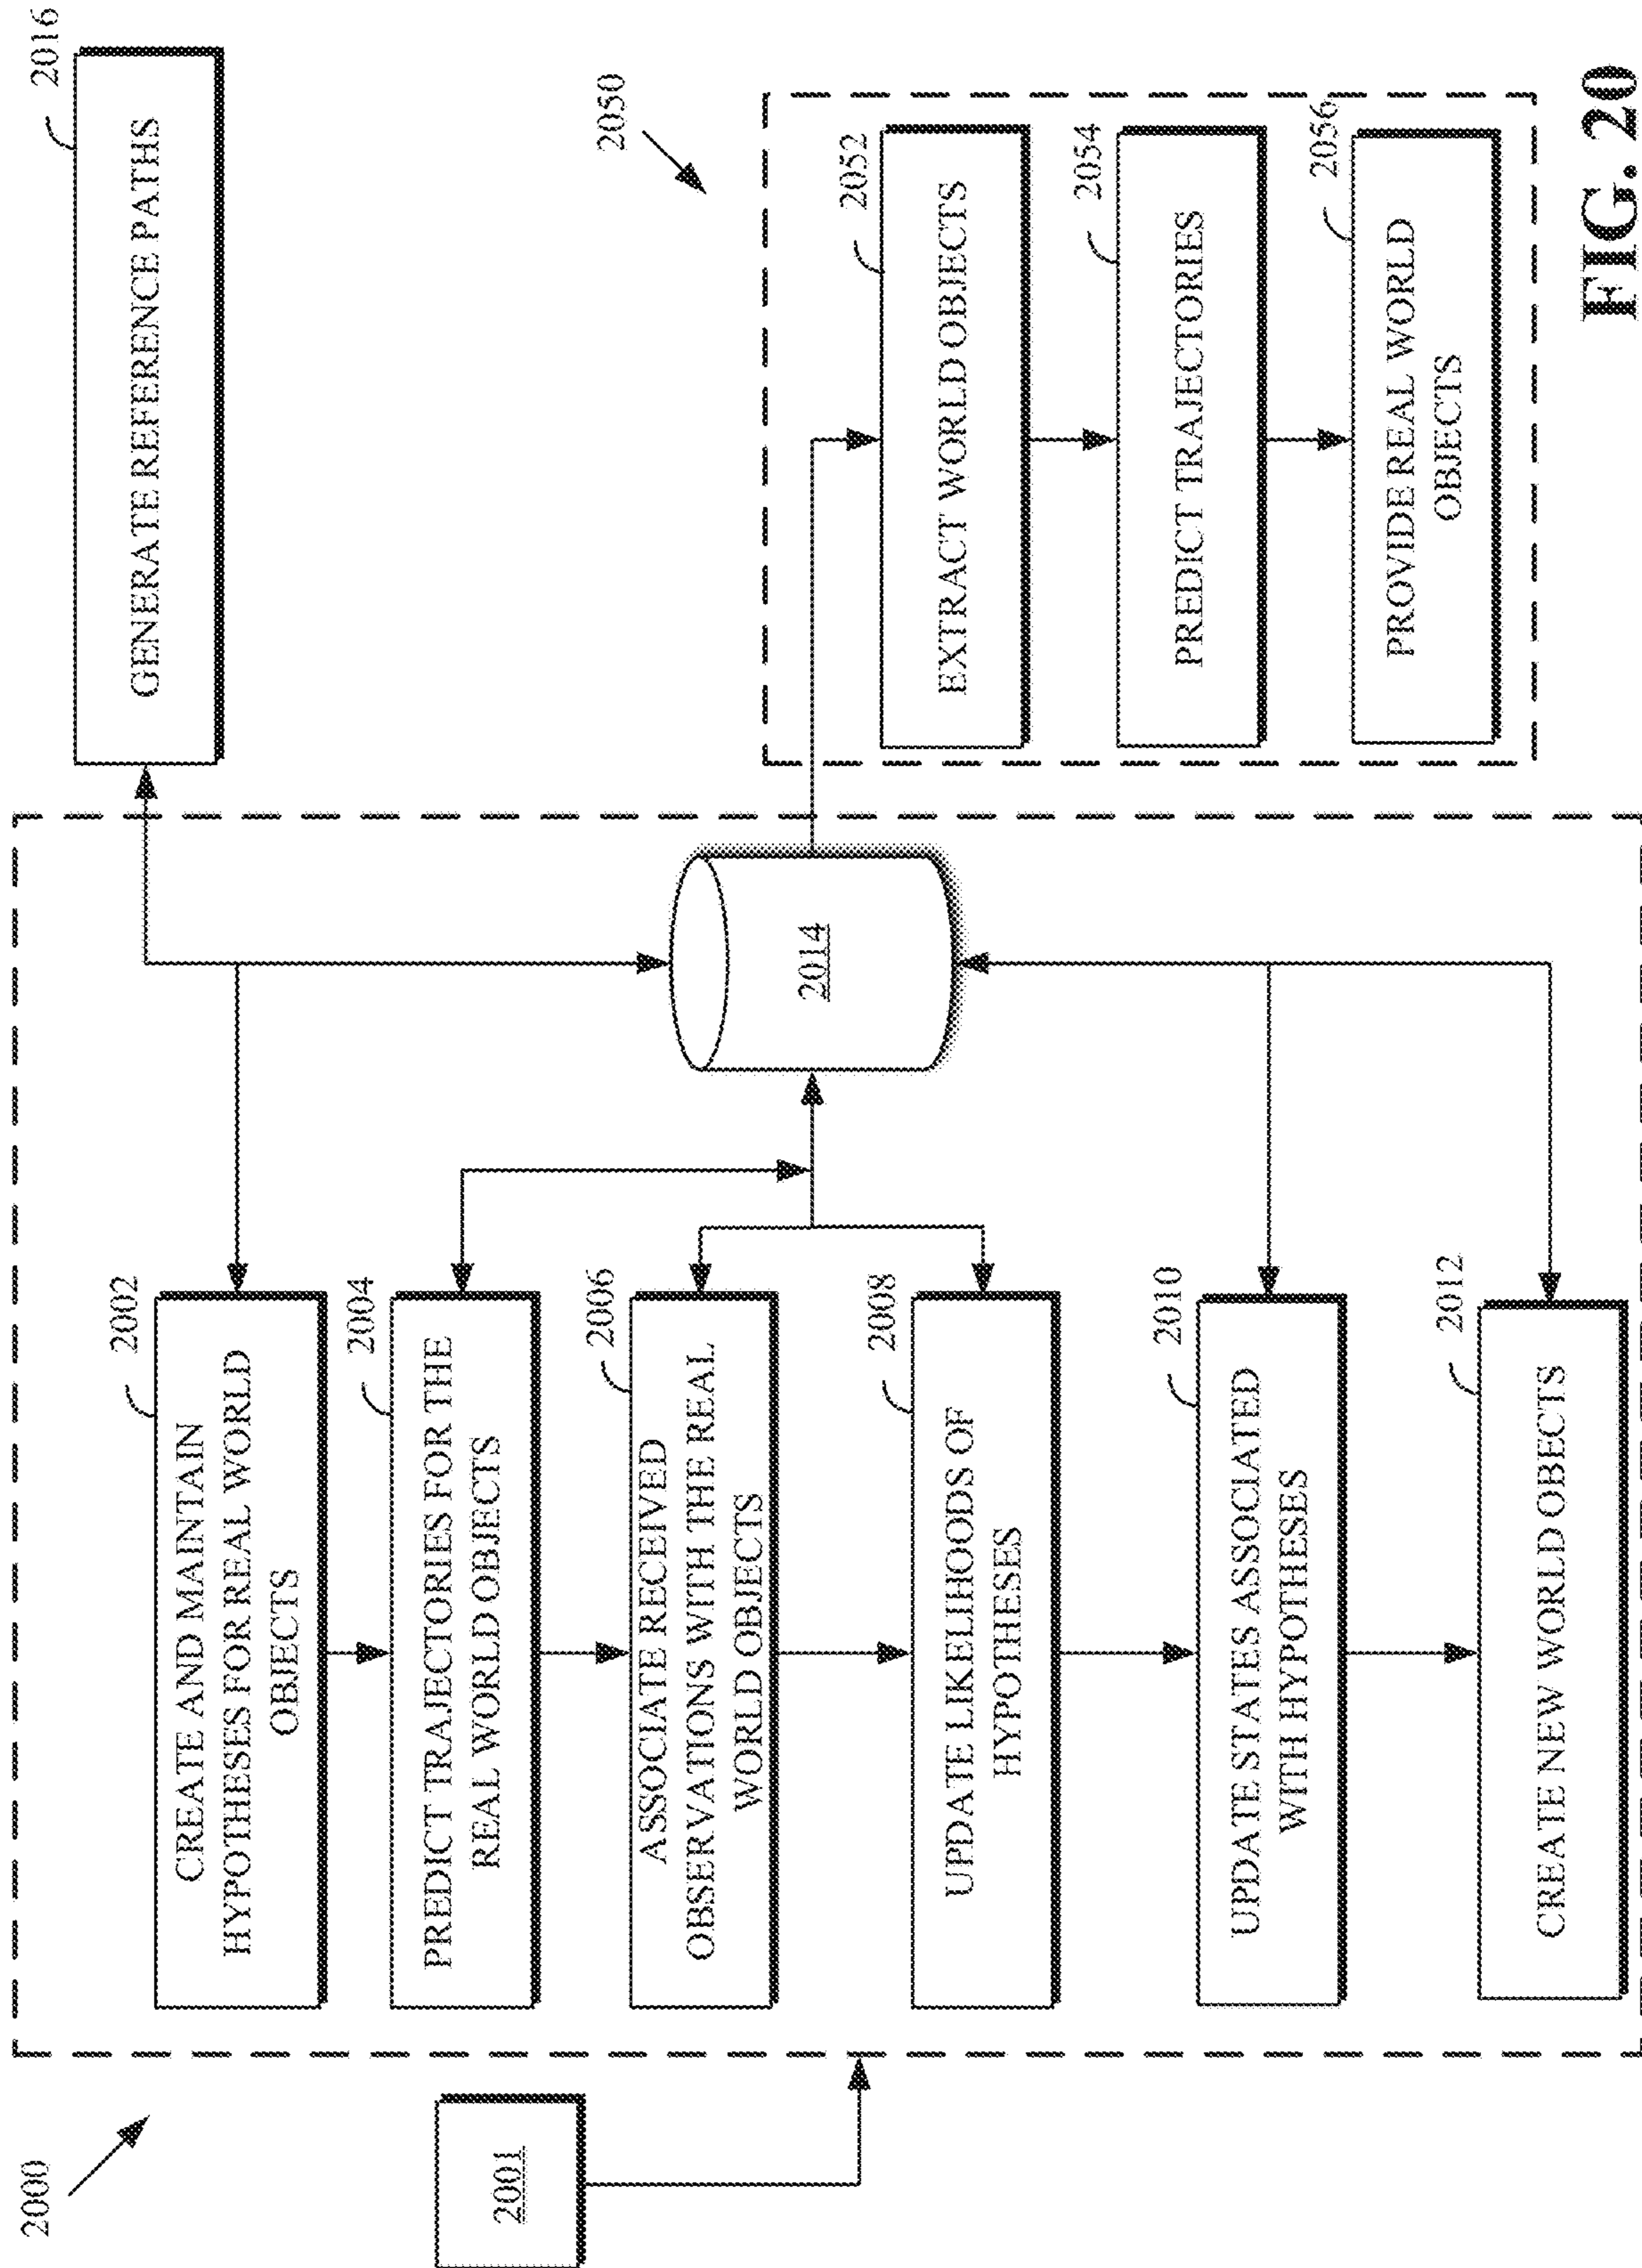 2000
2001
2002
CREATE AND MAINTAIN
HYPOTHESES FOR REAL WORLD
OBJECTS
2004
PREDICT TRAJECTORIES FOR THE
REAL WORLD OBJECTS
2006
ASSOCIATE RECEIVED
OBSERVATIONS WITH THE REAL
WORLD OBJECTS
2008
UPDATE LIKELIHOODS OF
HYPOTHESES
2010
UPDATE STATES ASSOCIATED
WITH HYPOTHESES
2012
CREATE NEW WORLD OBJECTS
2014
2016
GENERATE REFERENCE PATHS
2050
2052
EXTRACT WORLD OBJECTS
2054
PREDICT TRAJECTORIES
2056
PROVIDE REAL WORLD
OBJECTS
FIG. 20